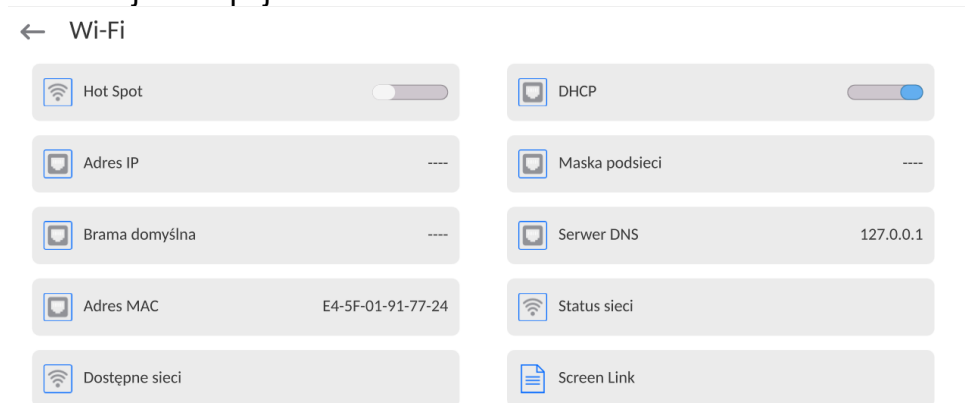 ← Wi-Fi
Hot Spot
DHCP
Adres IP ----
Maska podsieci ----
Brama domyślna ----
Serwer DNS 127.0.0.1
Adres MAC E4-5F-01-91-77-24
Status sieci
Dostępne sieci
Screen Link